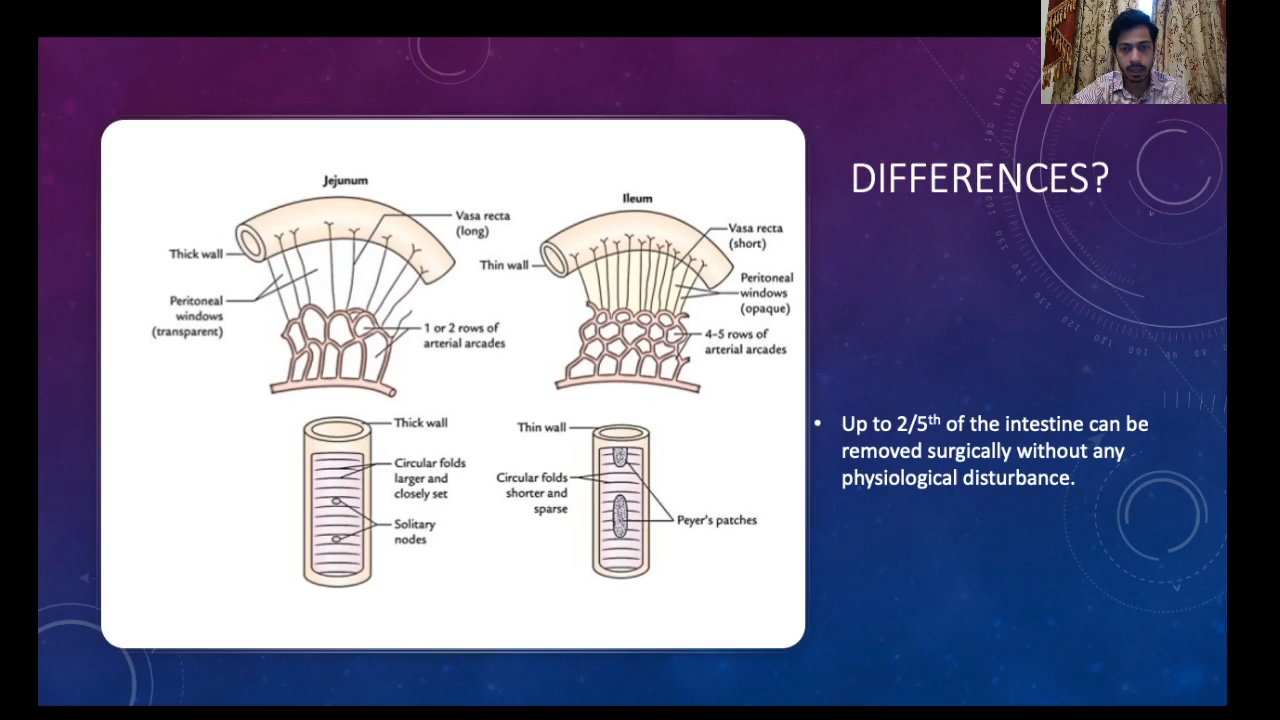 DIFFERENCES?
Jejunum
Vasa recta
(long)
Thick wall
Peritoneal
windows
(transparent)
1 or 2 rows of
arterial arcades
Ileum
Vasa recta
(short)
Thin wall
Peritoneal
windows
(opaque)
4-5 rows of
arterial arcades
Thick wall
Circular folds
larger and
closely set
Solitary
nodes
Thin wall
Circular folds
shorter and
sparse
Peyer's patches
• Up to 2/5th of the intestine can be
removed surgically without any
physiological disturbance.